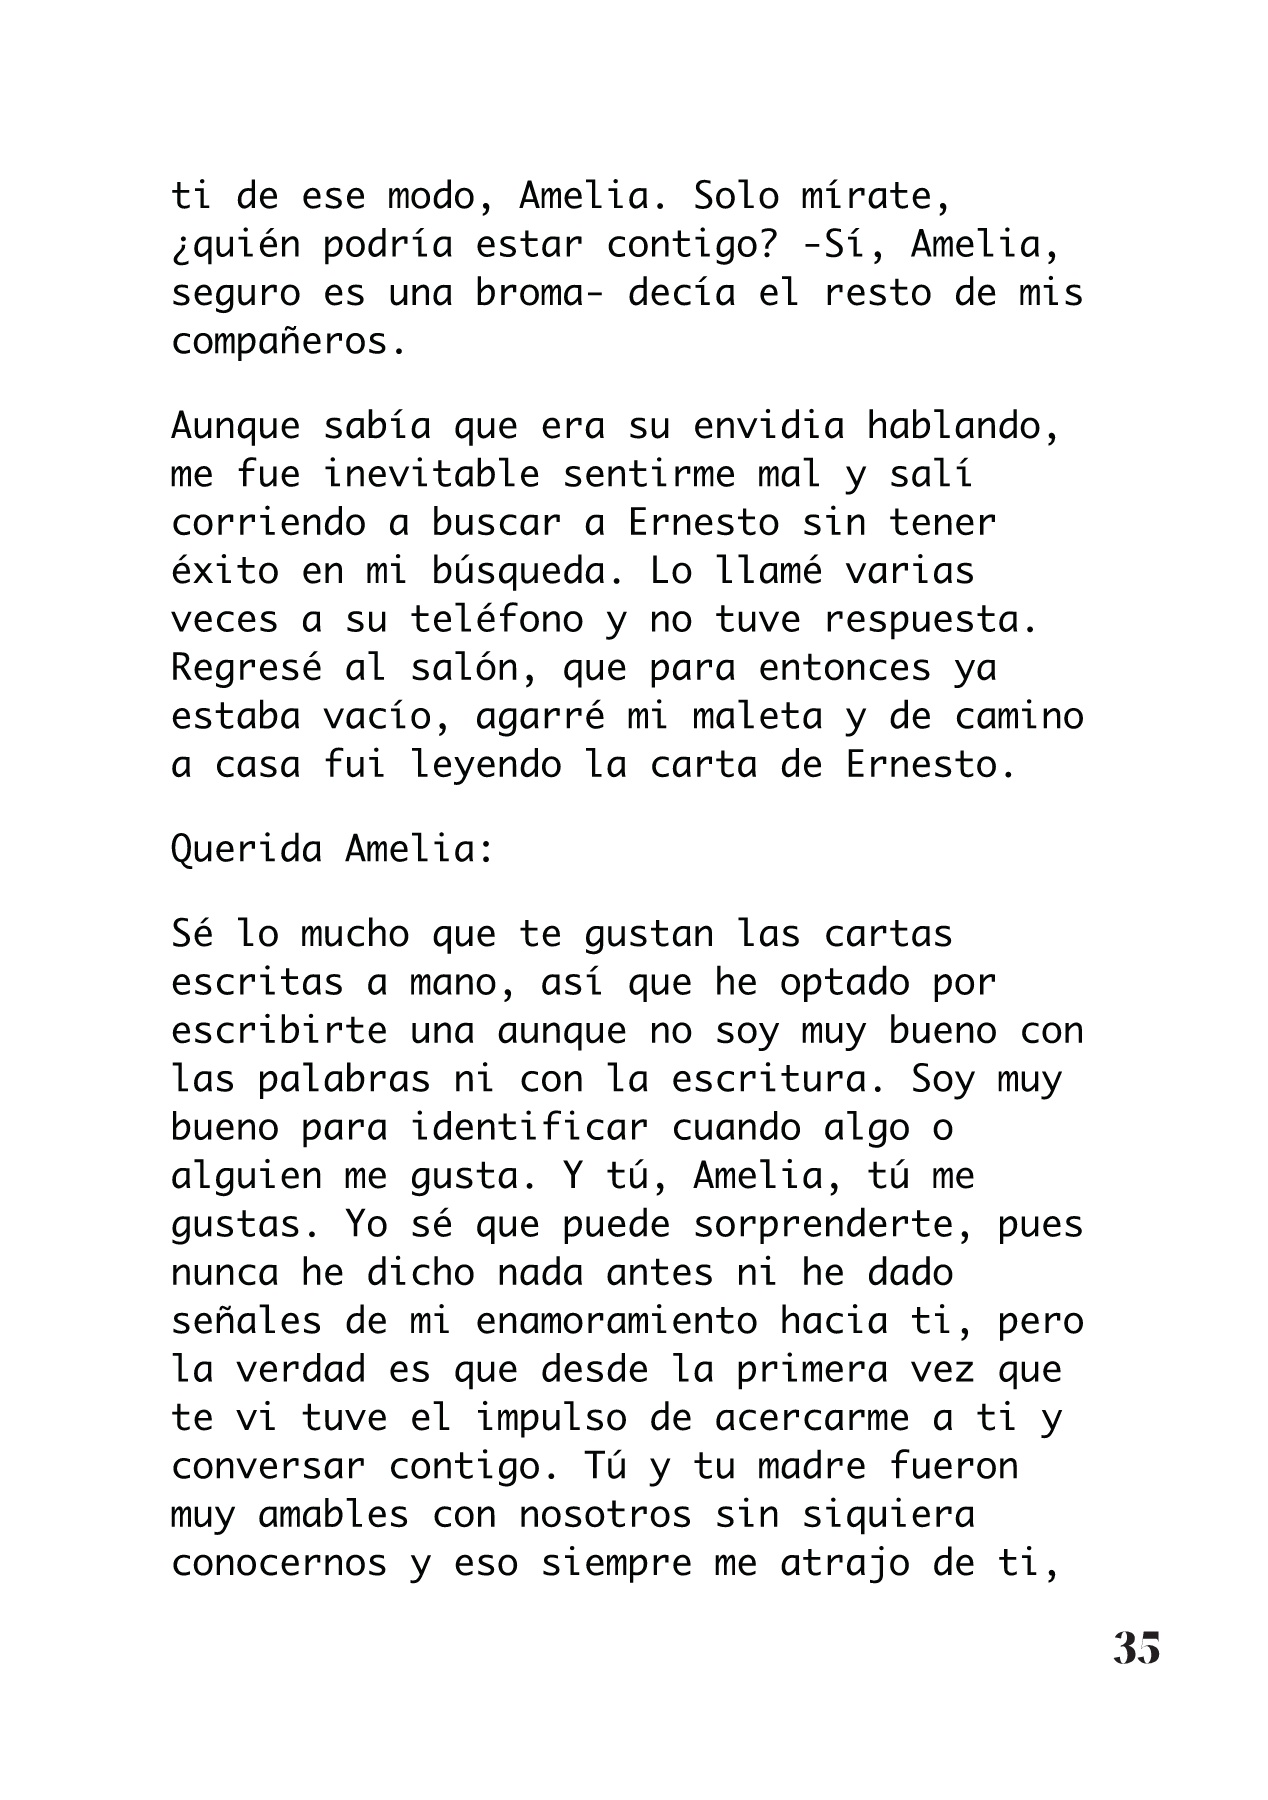 ti de ese modo, Amelia. Solo mírate,
¿quién podría estar contigo? -Sí, Amelia,
seguro es una broma- decía el resto de mis
compañeros.
Aunque sabía que era su envidia hablando,
me fue inevitable sentirme mal y salí
corriendo a buscar a Ernesto sin tener
éxito en mi búsqueda. Lo llamé varias
veces a su teléfono y no tuve respuesta.
Regresé al salón, que para entonces ya
estaba vacío, agarré mi maleta y de camino
a casa fui leyendo la carta de Ernesto.
Querida Amelia:
Sé lo mucho que te gustan las cartas
escritas a mano, así que he optado por
escribirte una aunque no soy muy bueno con
las palabras ni con la escritura. Soy muy
bueno para identificar cuando algo o
alguien me gusta. Y tú, Amelia, tú me
gustas. Yo sé que puede sorprenderte, pues
nunca he dicho nada antes ni he dado
señales de mi enamoramiento hacia ti, pero
la verdad es que desde la primera vez que
te vi tuve el impulso de acercarme a ti y
conversar contigo. Tú y tu madre fueron
muy amables con nosotros sin siquiera
conocernos y eso siempre me atrajo de ti,
35